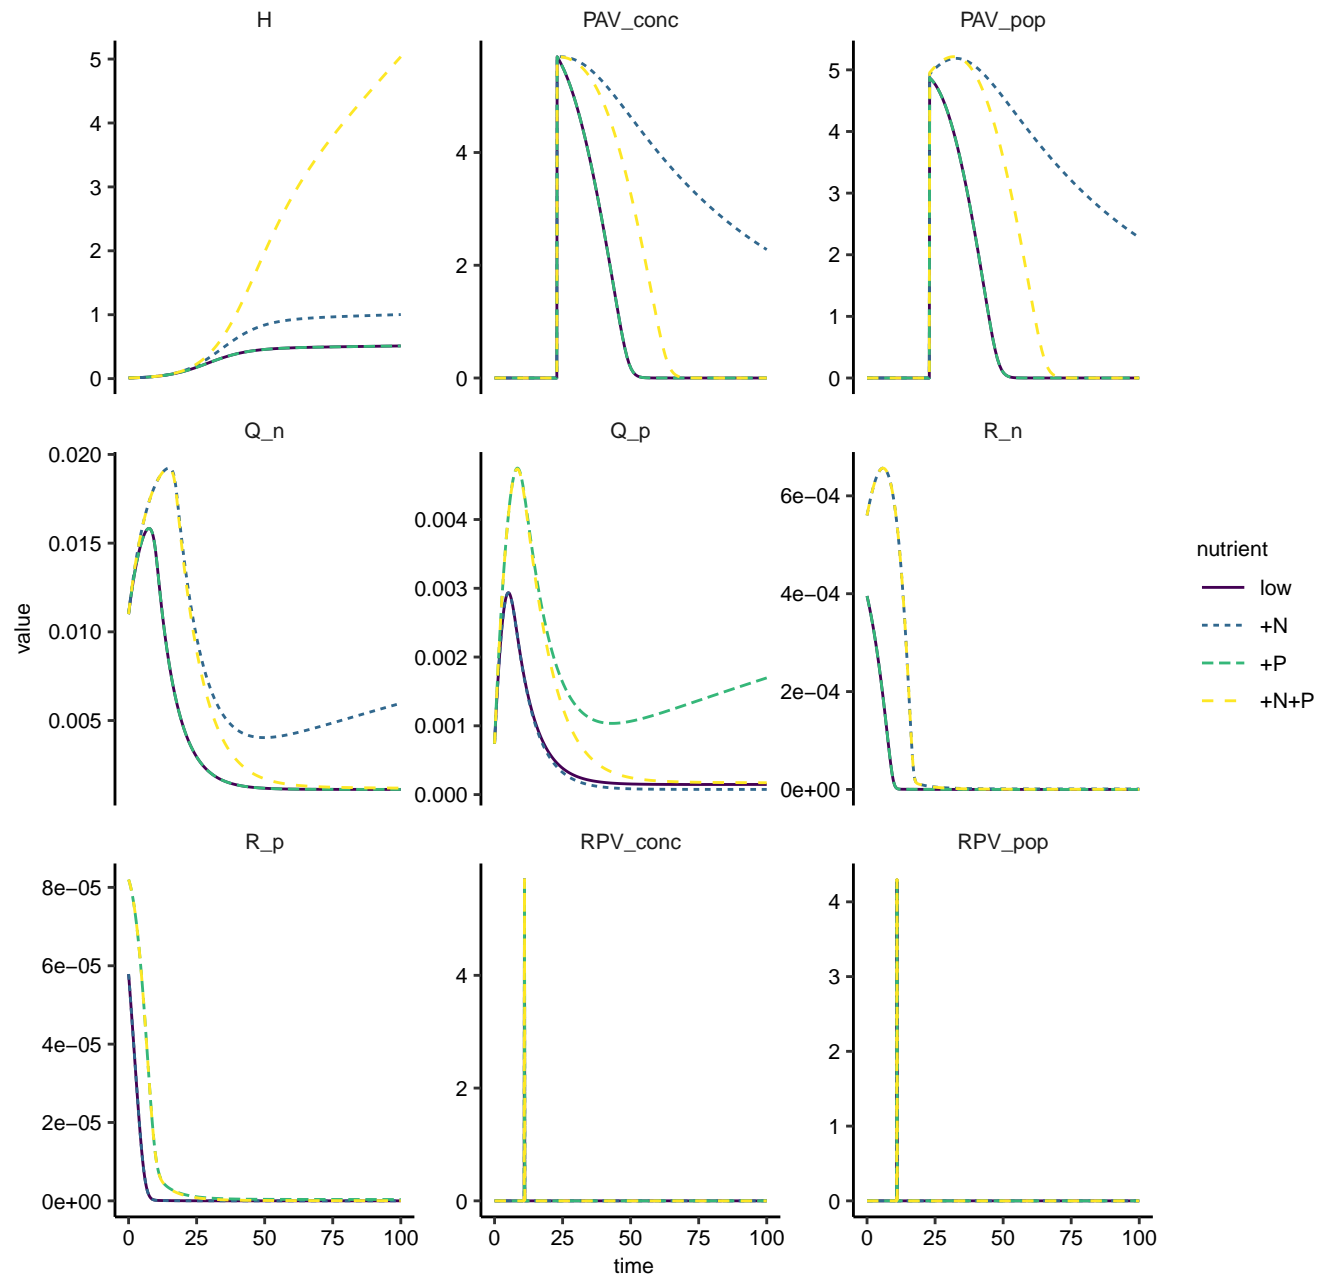 H
PAV_conc
PAV_pop
5
4
3
2
1
0
4
2
0
5
4
3
2
1
0
Q_n
Q_p
R_n
0.020
0.015
0.010
0.005
0.004
0.003
0.002
0.001
0.000
6e−04
4e−04
2e−04
0e+00
R_p
RPV_conc
RPV_pop
8e−05
6e−05
4e−05
2e−05
0e+00
4
2
0
4
3
2
1
0
0 25 50 75 100
0 25 50 75 100
0 25 50 75 100
time
value
nutrient
low
+N
+P
+N+P